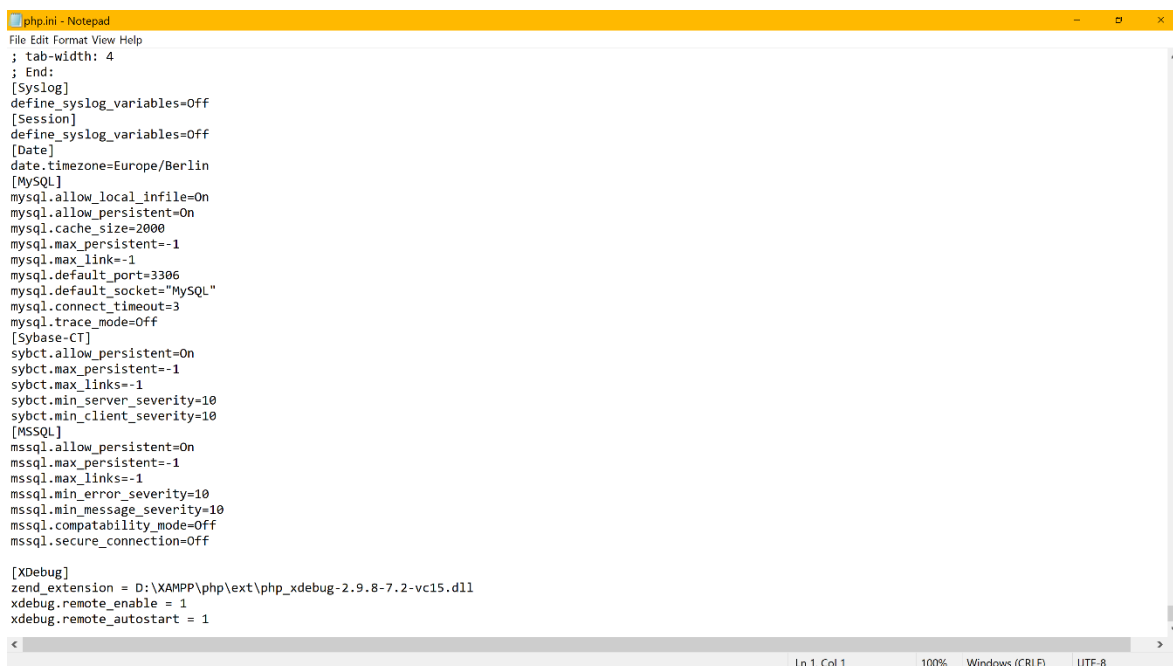 php.ini - Notepad
File Edit Format View Help
; tab-width: 4
; End:
[Syslog]
define_syslog_variables=Off
[Session]
define_syslog_variables=Off
[Date]
date.timezone=Europe/Berlin
[MySQL]
mysql.allow_local_infile=On
mysql.allow_persistent=On
mysql.cache_size=2000
mysql.max_persistent=-1
mysql.max_link=-1
mysql.default_port=3306
mysql.default_socket="MySQL"
mysql.connect_timeout=3
mysql.trace_mode=Off
[Sybase-CT]
sybct.allow_persistent=On
sybct.max_persistent=-1
sybct.max_links=-1
sybct.min_server_severity=10
sybct.min_client_severity=10
[MSSQL]
mssql.allow_persistent=On
mssql.max_persistent=-1
mssql.max_links=-1
mssql.min_error_severity=10
mssql.min_message_severity=10
mssql.compatability_mode=Off
mssql.secure_connection=Off
[XDebug]
zend_extension = D:\XAMPP\php\ext\php_xdebug-2.9.8-7.2-vc15.dll
xdebug.remote_enable = 1
xdebug.remote_autostart = 1
Ln 1, Col 1 100% Windows (CRLF) UTF-8